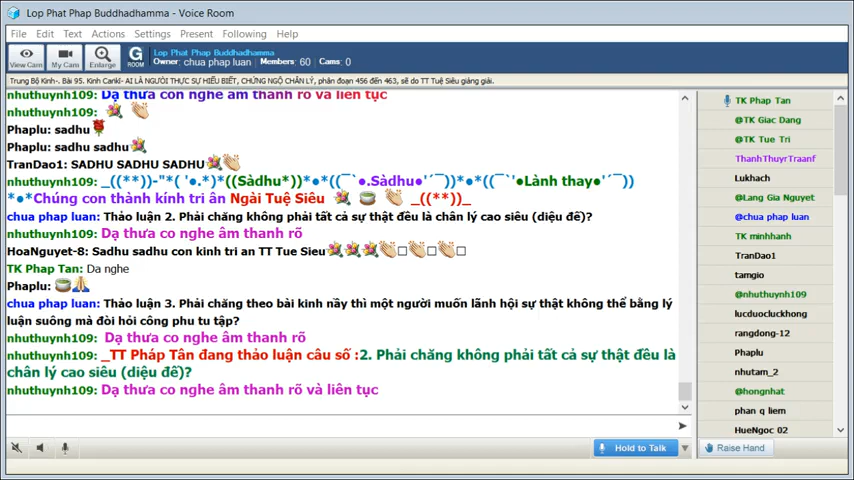 Lop Phat Phap Buddhadhamma - Voice Room
File Edit Text Actions Settings Present Following Help
View Cam My Cam Enlarge G ROOM
Lop Phat Phap Buddhadhamma
Owner: chua phap luan: Members: 60 Cams: 0
Trung Bộ Kinh-. Bài 95. Kinh Cankī- AI LÀ NGƯỜI THỰC SỰ HIỂU BIẾT, CHỨNG NGỘ CHÂN LÝ, phân đoạn 456 đến 463, sẽ do TT Tuệ Siêu giảng giải.
nhuthuynh109: Dạ thưa con nghe âm thanh rõ và liên tục
nhuthuynh109:
Phaplu: sadhu
Phaplu: sadhu sadhu
TranDao1: SADHU SADHU SADHU
nhuthuynh109: _((**))-"*( '●.*)*((Sàdhu*))*●*((¯`●.Sàdhu●'´¯))*●*((¯`'●Lành thay●'´¯))
*●*Chúng con thành kính tri ân Ngài Tuệ Siêu _((**))_
chua phap luan: Thảo luận 2. Phải chăng không phải tất cả sự thật đều là chân lý cao siêu (diệu đế)?
nhuthuynh109: Dạ thưa co nghe âm thanh rõ
HoaNguyet-8: Sadhu sadhu con kinh tri an TT Tue Sieu
TK Phap Tan: Da nghe
Phaplu:
chua phap luan: Thảo luận 3. Phải chăng theo bài kinh nầy thì một người muốn lãnh hội sự thật không thể bằng lý
luận suông mà đòi hỏi công phu tu tập?
nhuthuynh109: Dạ thưa co nghe âm thanh rõ
nhuthuynh109: _TT Pháp Tân đang thảo luận câu số :2. Phải chăng không phải tất cả sự thật đều là
chân lý cao siêu (diệu đế)?
nhuthuynh109: Dạ thưa co nghe âm thanh rõ và liên tục
TK Phap Tan
@TK Giac Dang
@TK Tue Tri
ThanhThuyrTraanf
Lukhach
@Lang Gia Nguyet
@chua phap luan
TK minhhanh
TranDao1
tamgio
@nhuthuynh109
lucduocluckhong
rangdong-12
Phaplu
nhutam_2
@hongnhat
phan q liem
HueNgoc 02
Hold to Talk
Raise Hand